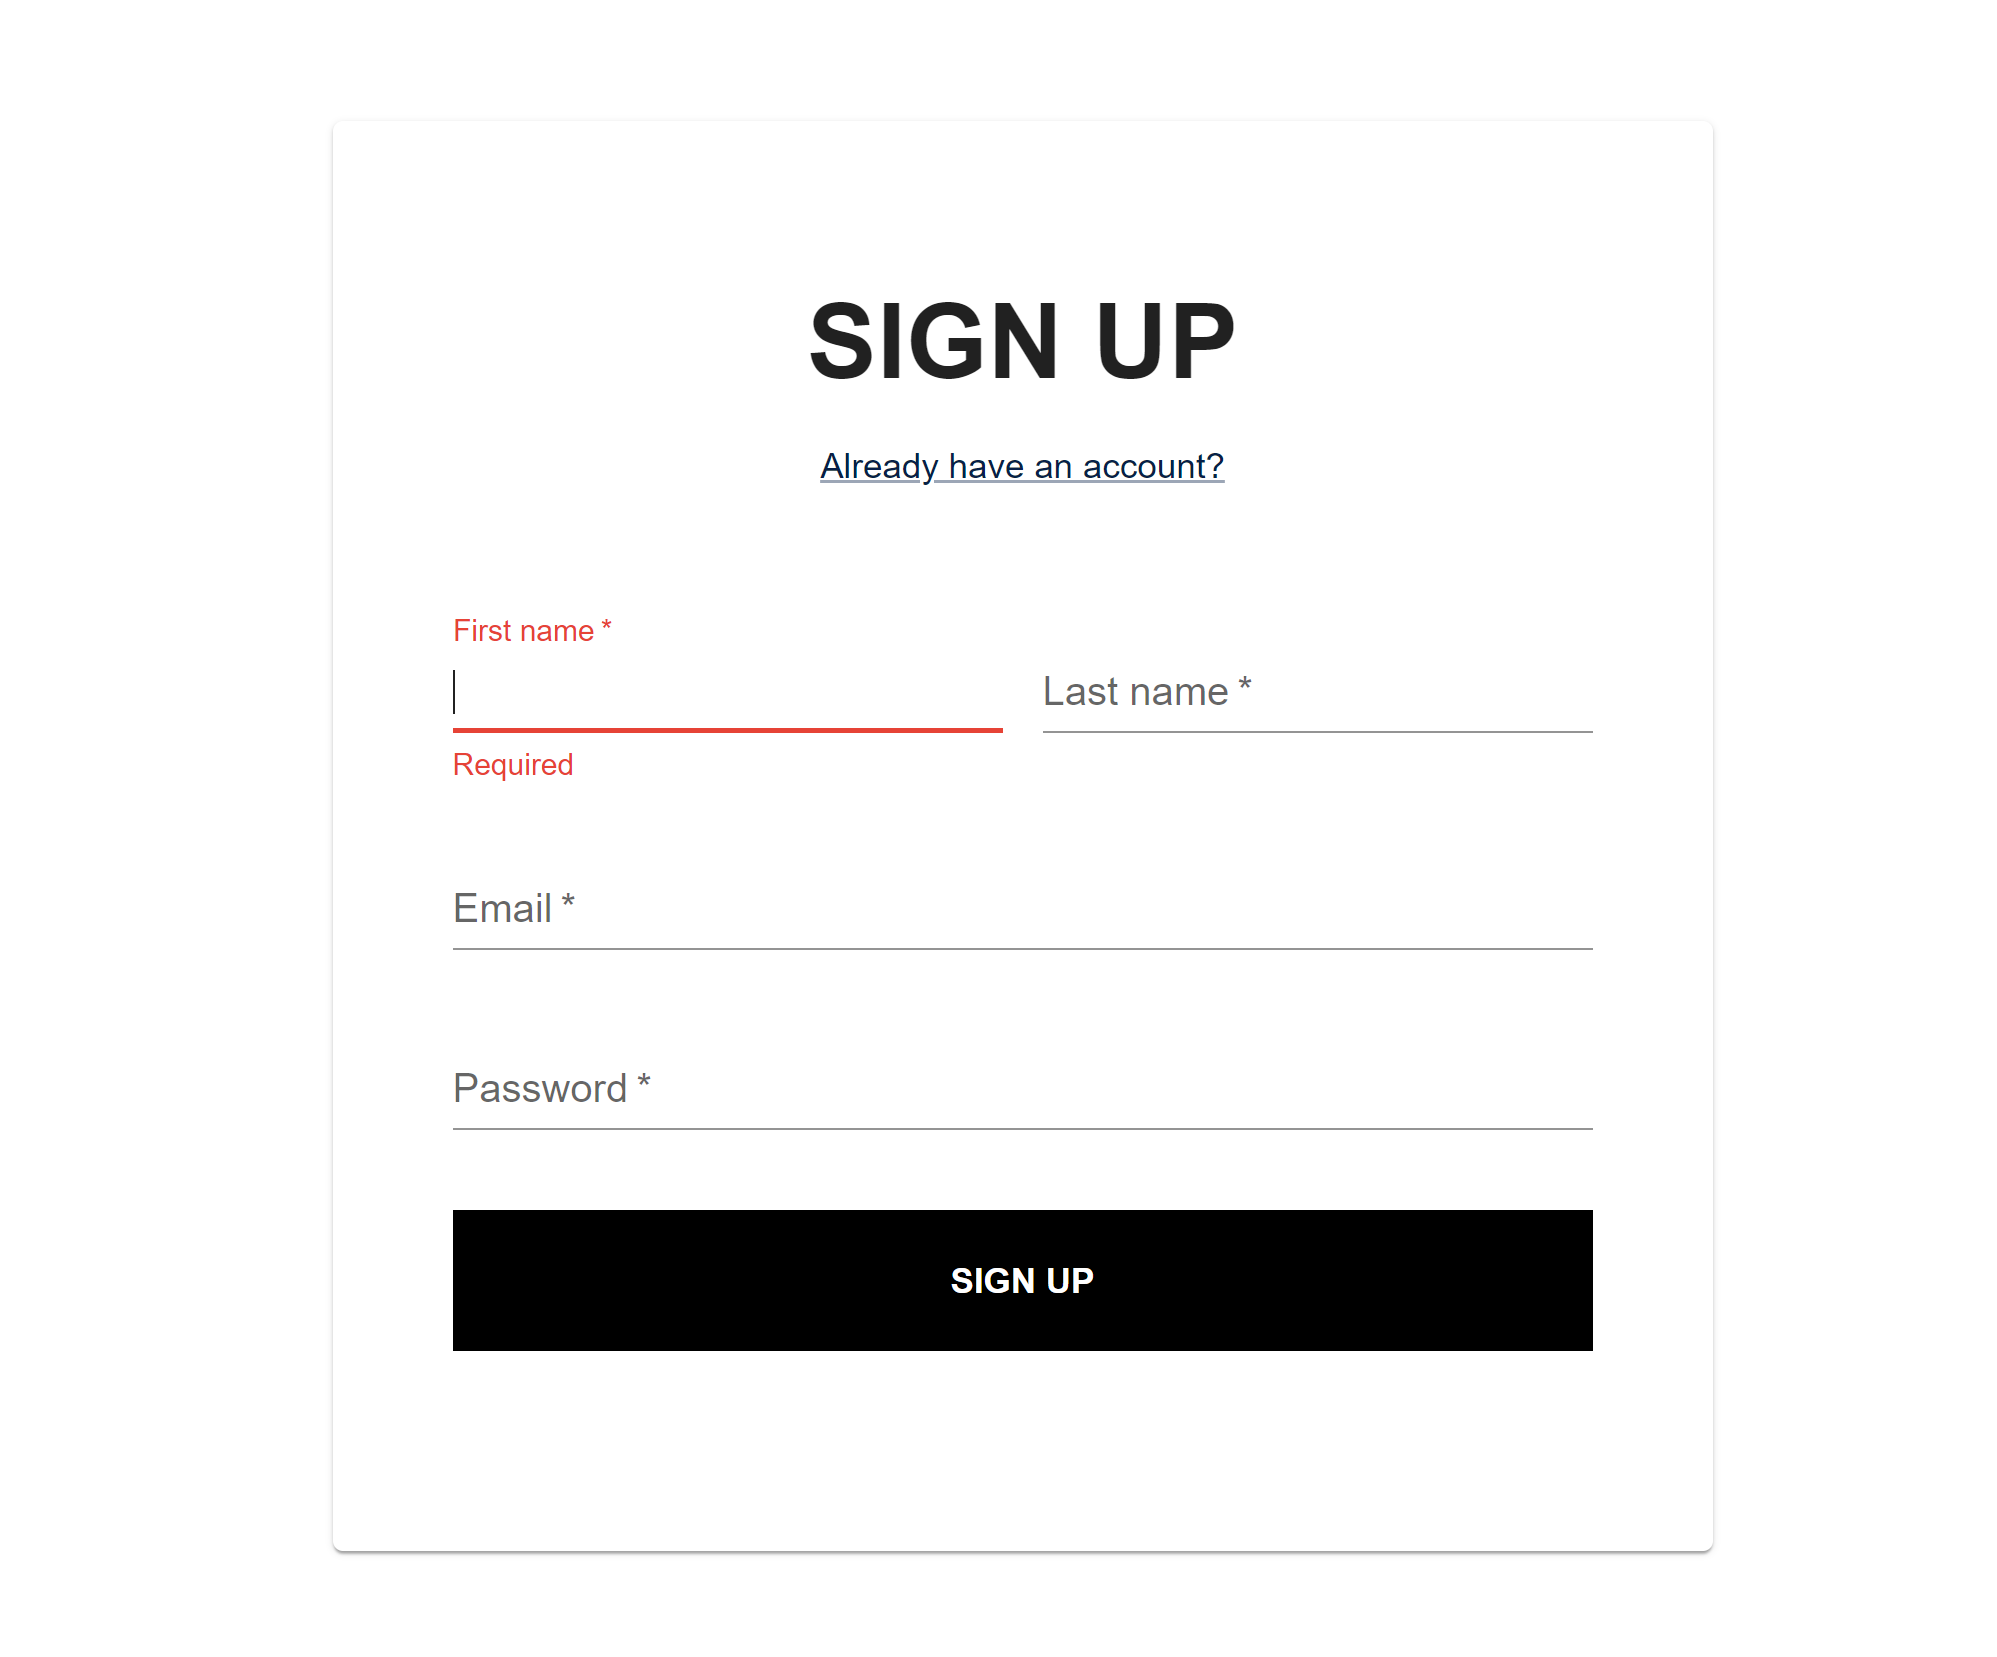 SIGN UP
Already have an account?
First name *
Last name *
Required
Email *
Password *
SIGN UP